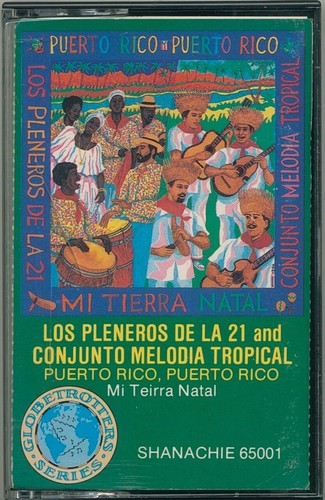 PUERTO RICO Y PUERTO RICO
LOS PLENEROS DE LA 21
CONJUNTO MELODIA TROPICAL
MI TIERRA NATAL
LOS PLENEROS DE LA 21 and
CONJUNTO MELODIA TROPICAL
PUERTO RICO, PUERTO RICO
Mi Teirra Natal
GLOBETROTTERS
SERIES
SHANACHIE 65001